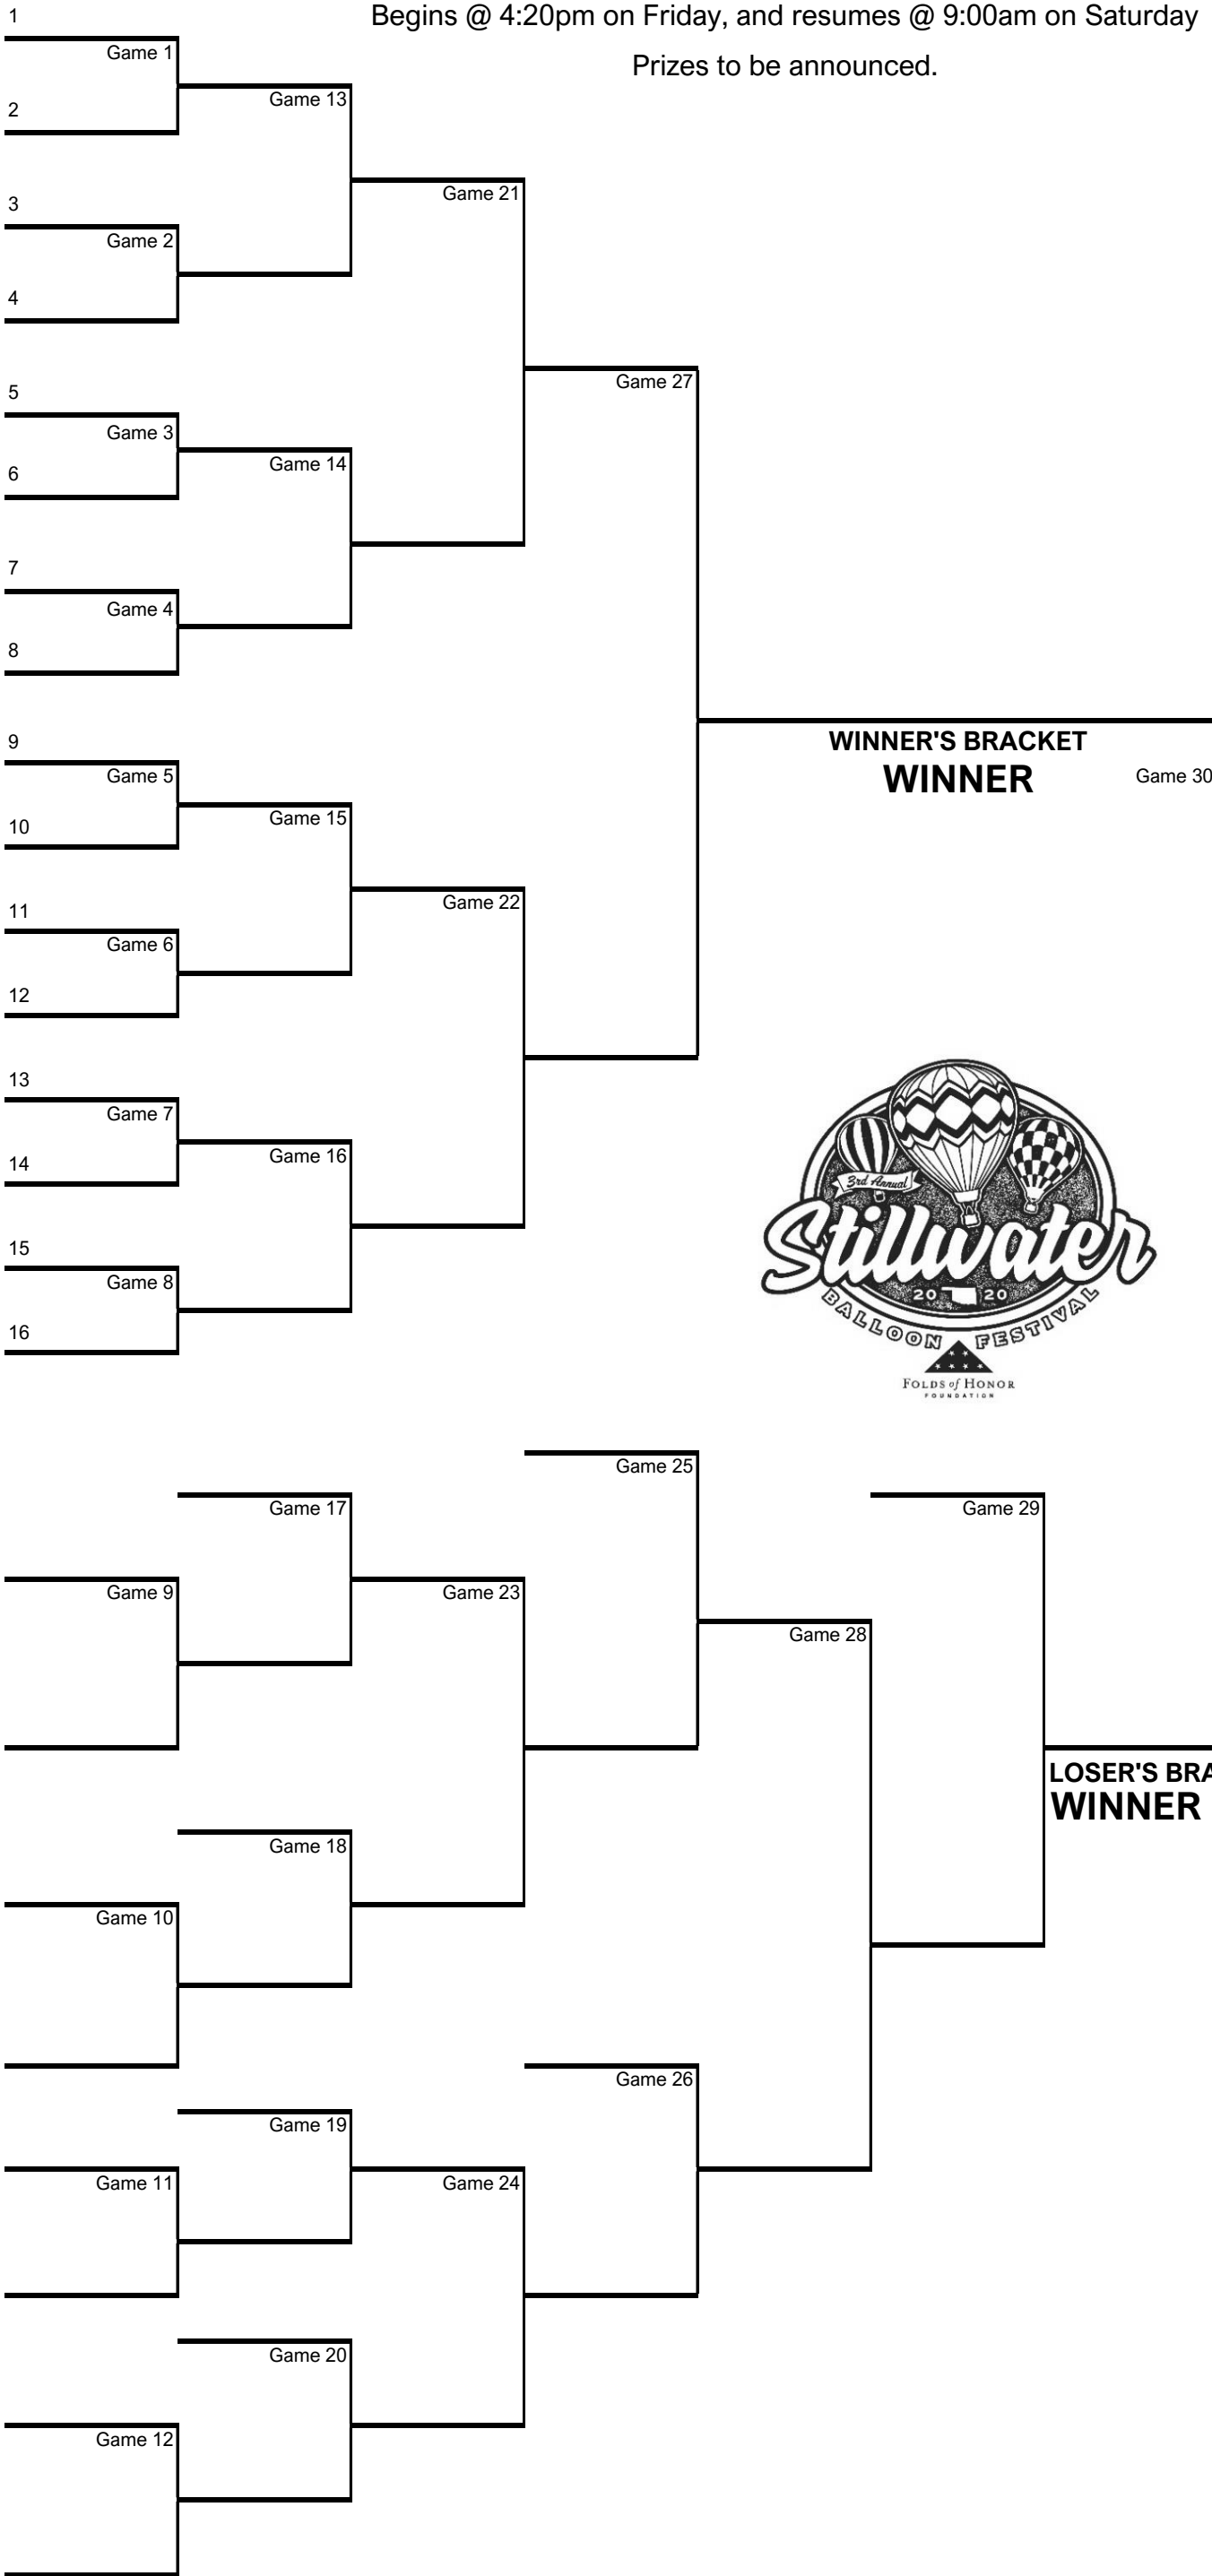 Begins @ 4:20pm on Friday, and resumes @ 9:00am on Saturday
Prizes to be announced.
1
Game 1
2
Game 13
3
Game 2
4
Game 21
5
Game 3
6
Game 14
7
Game 4
8
Game 27
9
Game 5
10
Game 15
11
Game 6
12
Game 22
13
Game 7
14
Game 16
15
Game 8
16
WINNER'S BRACKET
WINNER
Game 30
3rd Annual
Stillwater
20 20
BALLOON FESTIVAL
FOLDS of HONOR
FOUNDATION
Game 25
Game 17
Game 29
Game 9
Game 23
Game 28
LOSER'S BRA
WINNER
Game 18
Game 10
Game 26
Game 19
Game 11
Game 24
Game 20
Game 12